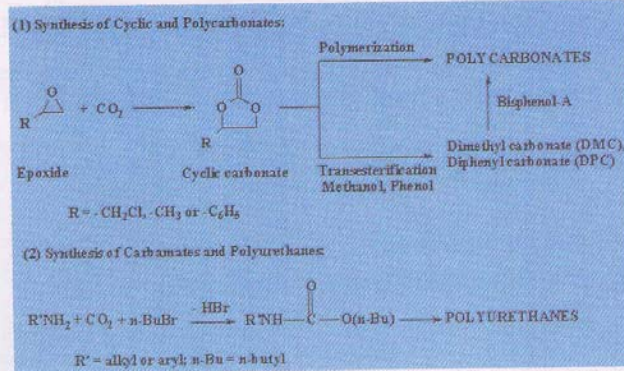 (1) Synthesis of Cyclic and Polycarbonates:
Polymerization
POLYCARBONATES
O
O
R
+ CO2
O
O
R
Bisphenol-A
Dimethyl carbonate (DMC),
Diphenyl carbonate (DPC)
Epoxide
Cyclic carbonate
Transesterification
Methanol, Phenol
R = -CH2Cl, -CH3 or -C6H5
(2) Synthesis of Carbamates and Polyurethanes:
O
R'NH2 + CO2 + n-BuBr
- HBr
R'NH—C—O(n-Bu)
POLYURETHANES
R' = alkyl or aryl; n-Bu = n-butyl